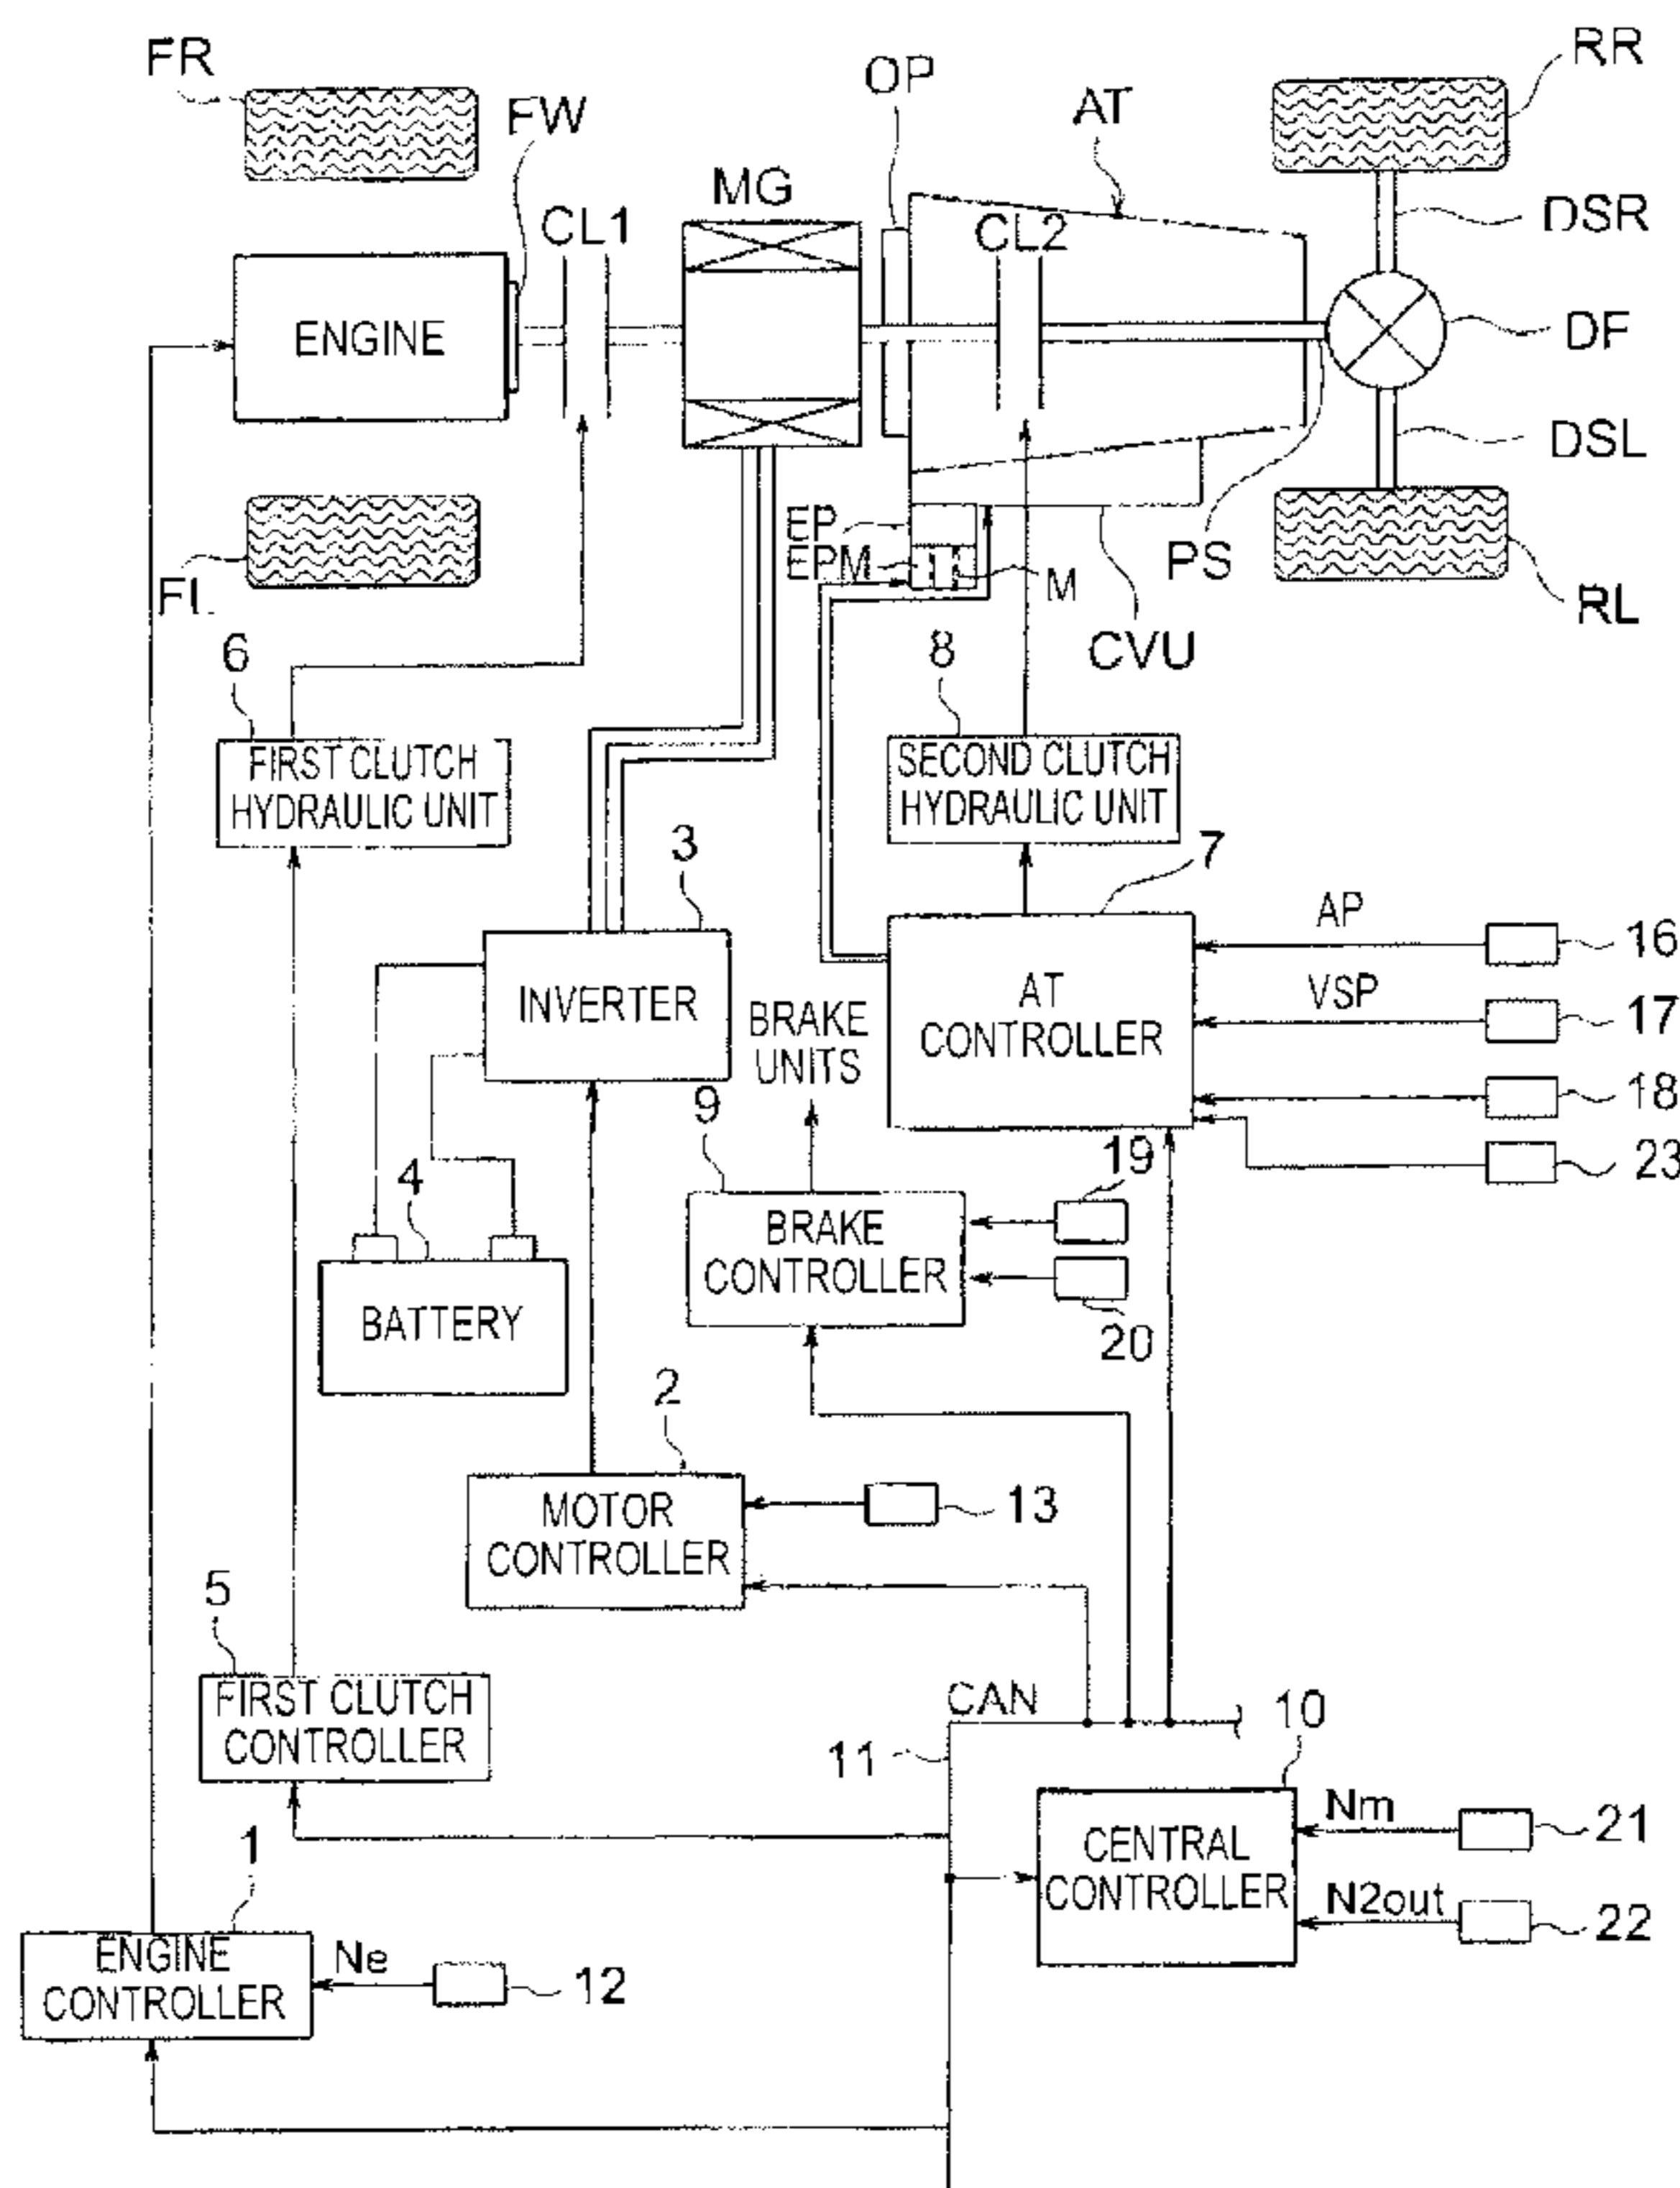 FR
FW
OP
AT
RR
MG
CL1
CL2
DSR
ENGINE
DF
DSL
EP
EPM
M
PS
FL
RL
CVU
6
8
FIRST CLUTCH
HYDRAULIC UNIT
SECOND CLUTCH
HYDRAULIC UNIT
3
7
INVERTER
BRAKE
UNITS
AT
CONTROLLER
AP
16
VSP
17
18
23
4
BATTERY
9
BRAKE
CONTROLLER
19
20
2
MOTOR
CONTROLLER
13
5
FIRST CLUTCH
CONTROLLER
CAN
11
10
CENTRAL
CONTROLLER
Nm
21
N2out
22
1
ENGINE
CONTROLLER
Ne
12